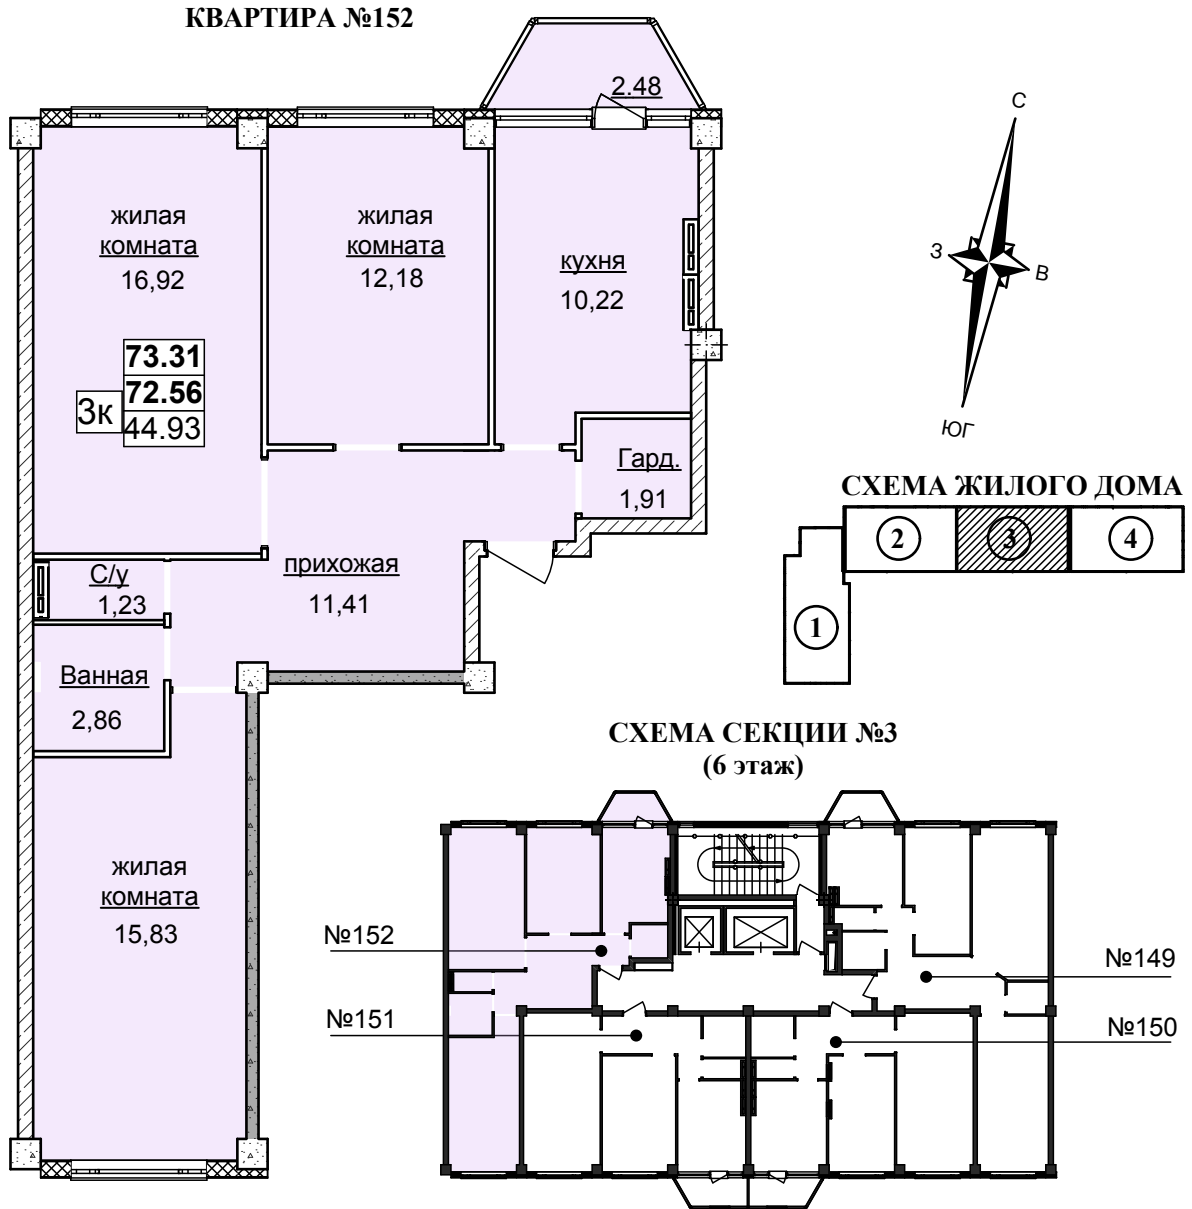 КВАРТИРА №152
2.48
жилая
комната
16,92
жилая
комната
12,18
кухня
10,22
73.31
72.56
44.93
3к
Гард.
1,91
прихожая
11,41
С/у
1,23
Ванная
2,86
жилая
комната
15,83
С
З
В
ЮГ
СХЕМА ЖИЛОГО ДОМА
2
3
4
1
СХЕМА СЕКЦИИ №3
(6 этаж)
№152
№149
№151
№150